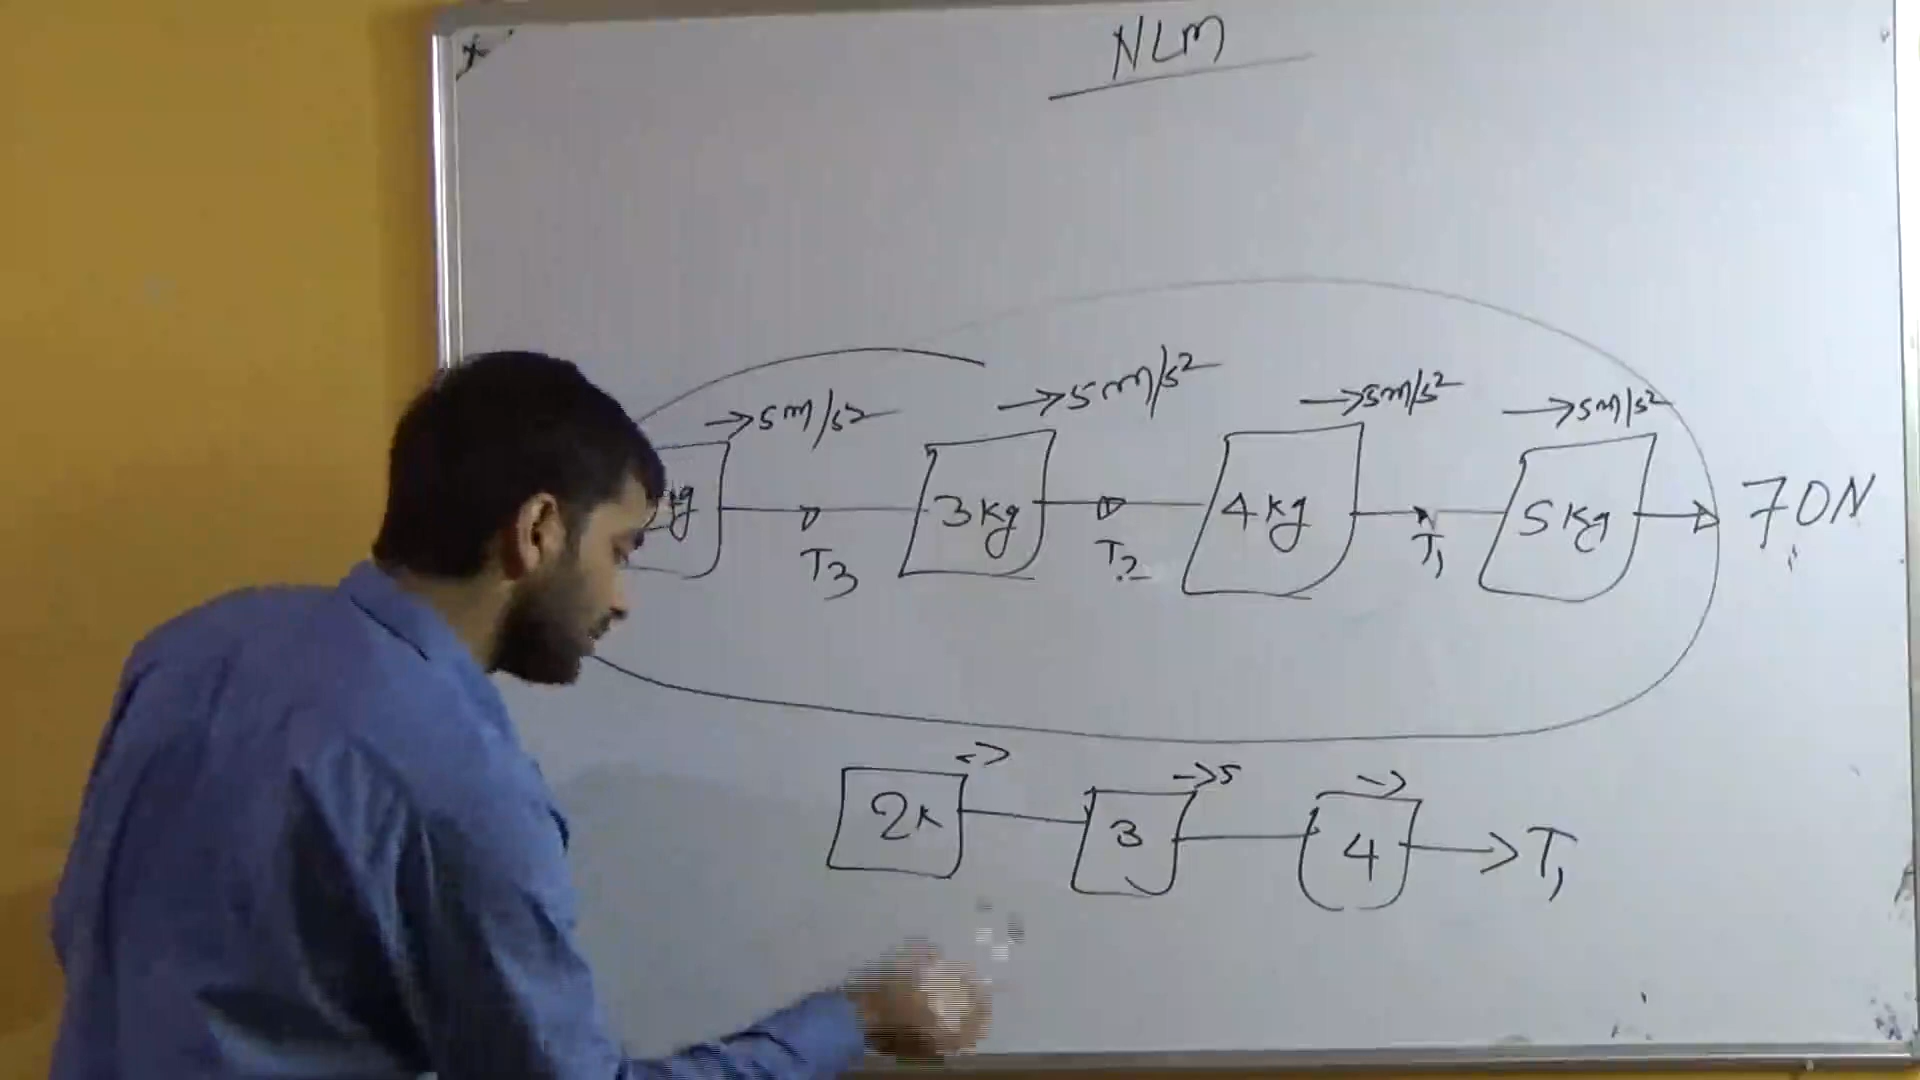 NLM
→5m/s² →5m/s² →5m/s² →5m/s²
3kg 4kg 5kg 70N
T3 T2 T1
→ →5 →
2k 3 4 T1